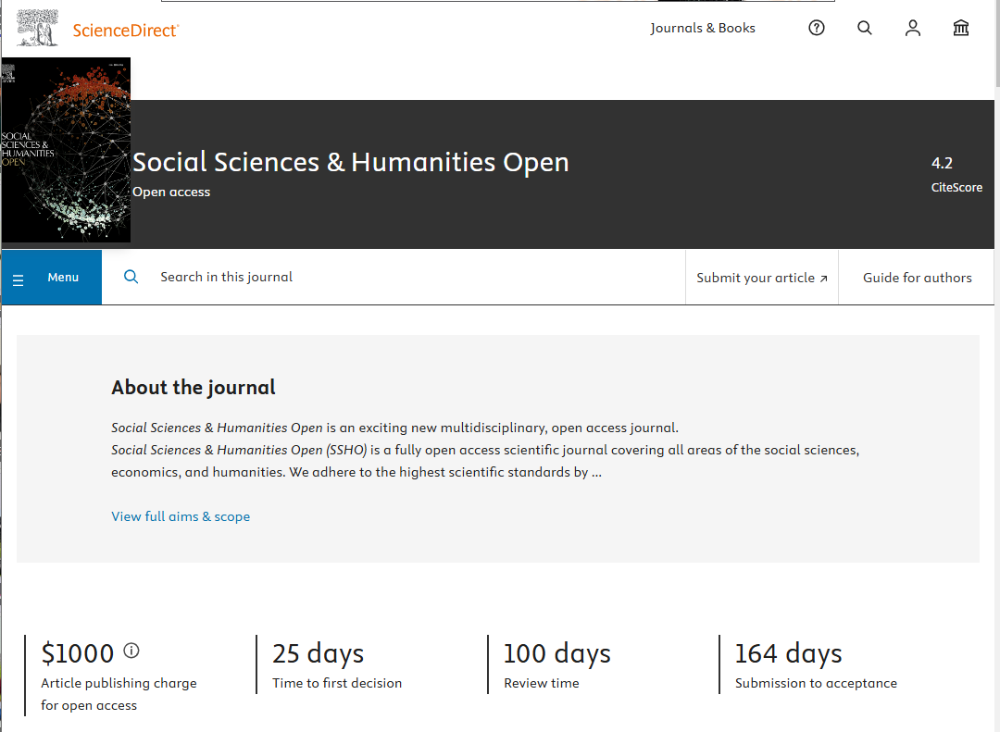 ScienceDirect
Journals & Books
SOCIAL
SCIENCES &
HUMANITIES
OPEN
Social Sciences & Humanities Open
Open access
4.2
CiteScore
Menu
Search in this journal
Submit your article ↗
Guide for authors
About the journal
Social Sciences & Humanities Open is an exciting new multidisciplinary, open access journal.
Social Sciences & Humanities Open (SSHO) is a fully open access scientific journal covering all areas of the social sciences,
economics, and humanities. We adhere to the highest scientific standards by ...
View full aims & scope
$1000
Article publishing charge
for open access
25 days
Time to first decision
100 days
Review time
164 days
Submission to acceptance